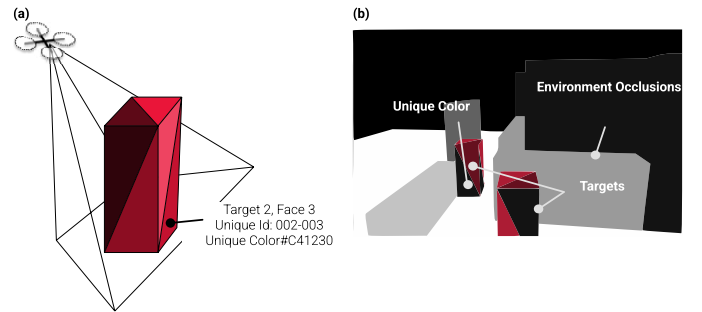 (a)
Target 2, Face 3
Unique Id: 002-003
Unique Color#C41230
(b)
Environment Occlusions
Unique Color
Targets